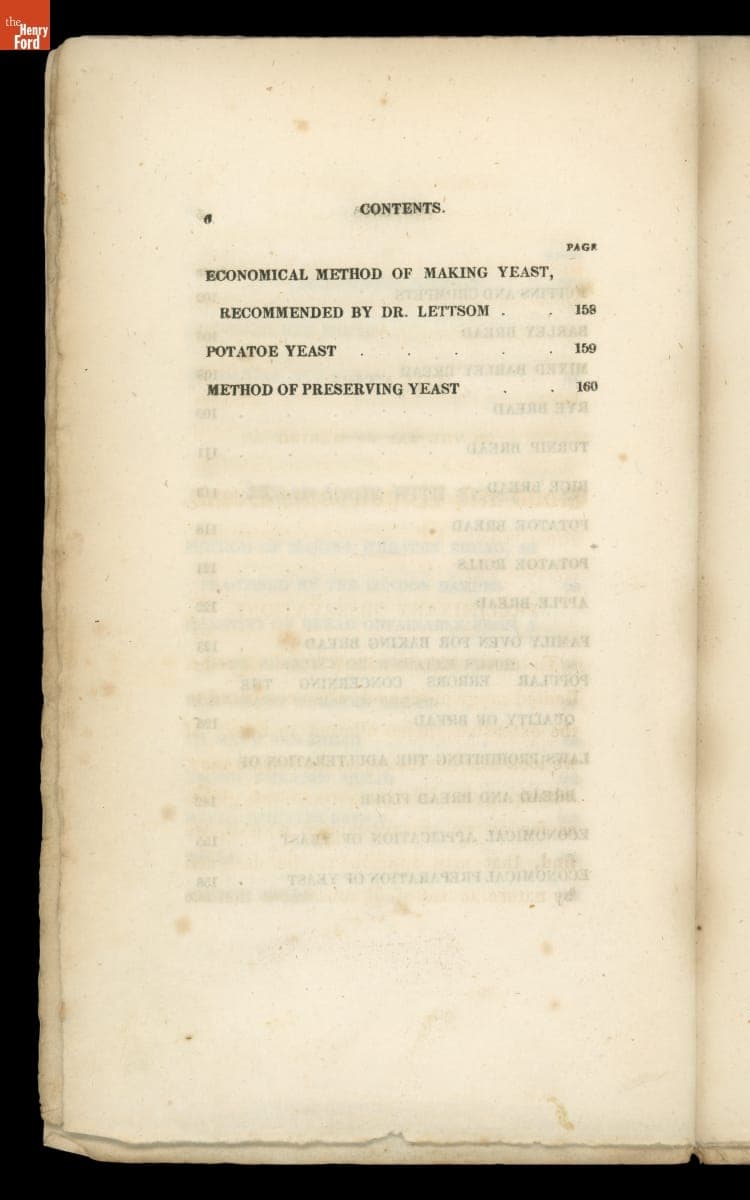 the
Henry
Ford
6 CONTENTS.
PAGE
ECONOMICAL METHOD OF MAKING YEAST,
RECOMMENDED BY DR. LETTSOM . . 158
POTATOE YEAST . . . . . 159
METHOD OF PRESERVING YEAST . . 160